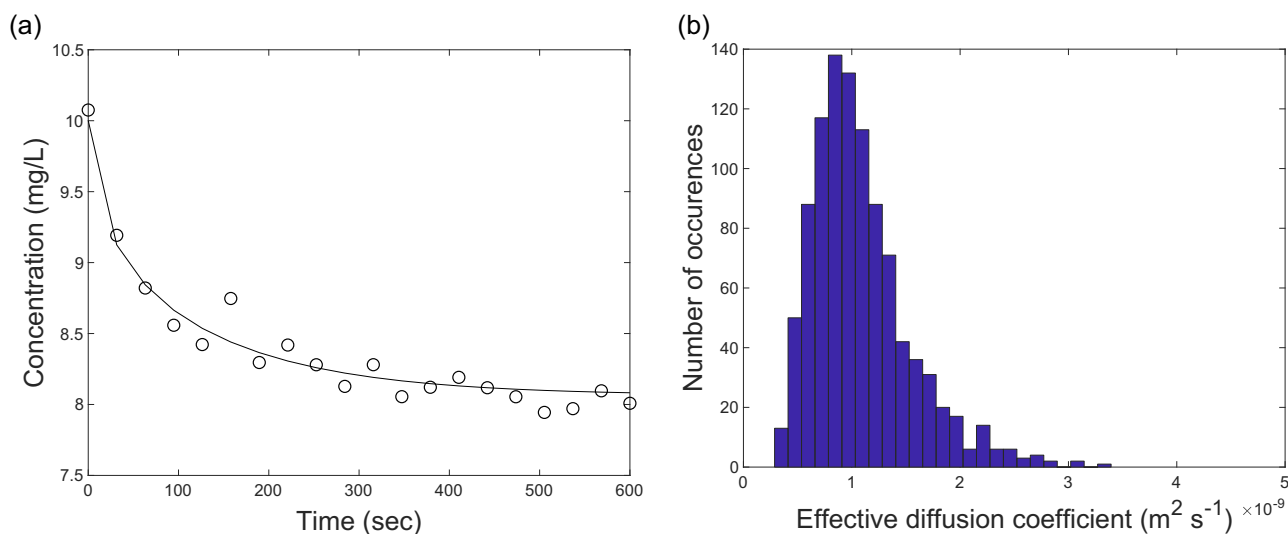 (a)
10.5
10
9.5
9
8.5
8
7.5
0 100 200 300 400 500 600
Concentration (mg/L)
Time (sec)
(b)
140
120
100
80
60
40
20
0
0 1 2 3 4 5
Number of occurences
Effective diffusion coefficient (m² s⁻¹) ×10⁻⁹